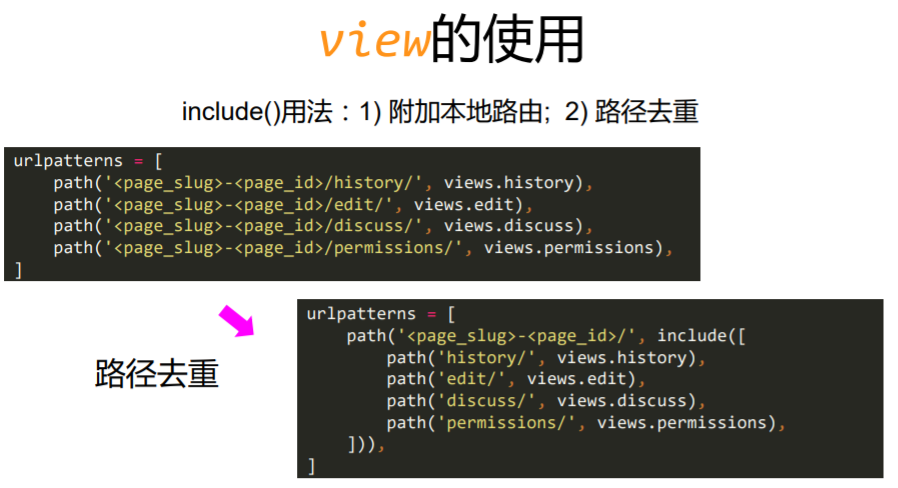 view的使用
include()用法：1) 附加本地路由;  2) 路径去重
urlpatterns = [
    path('<page_slug>-<page_id>/history/', views.history),
    path('<page_slug>-<page_id>/edit/', views.edit),
    path('<page_slug>-<page_id>/discuss/', views.discuss),
    path('<page_slug>-<page_id>/permissions/', views.permissions),
]
路径去重
urlpatterns = [
    path('<page_slug>-<page_id>/', include([
        path('history/', views.history),
        path('edit/', views.edit),
        path('discuss/', views.discuss),
        path('permissions/', views.permissions),
    ])),
]